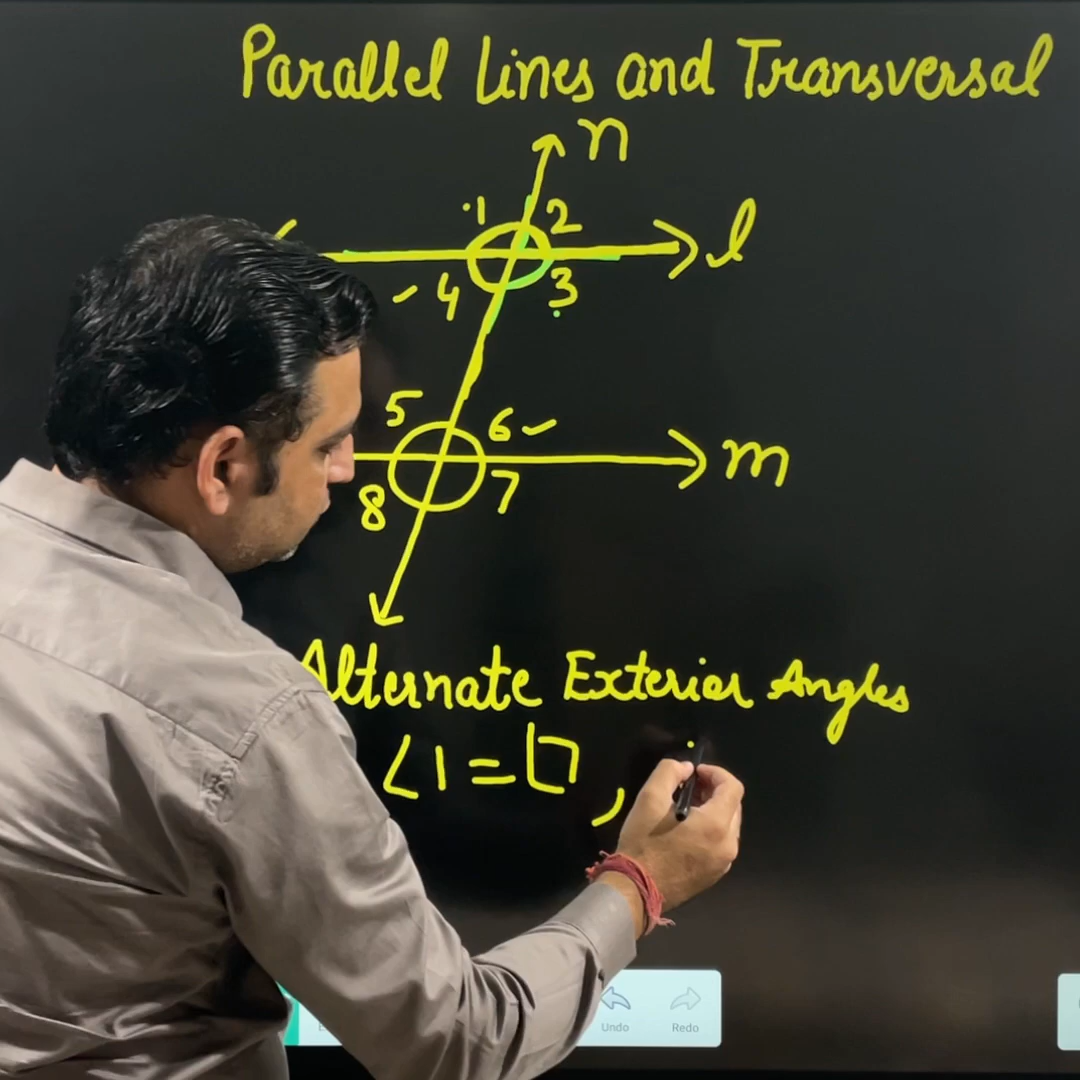 Parallel Lines and Transversal
n
1 2
l
4 3
5 6
m
8 7
Alternate Exterior Angles
∠1 = ∠7 ,
Undo Redo